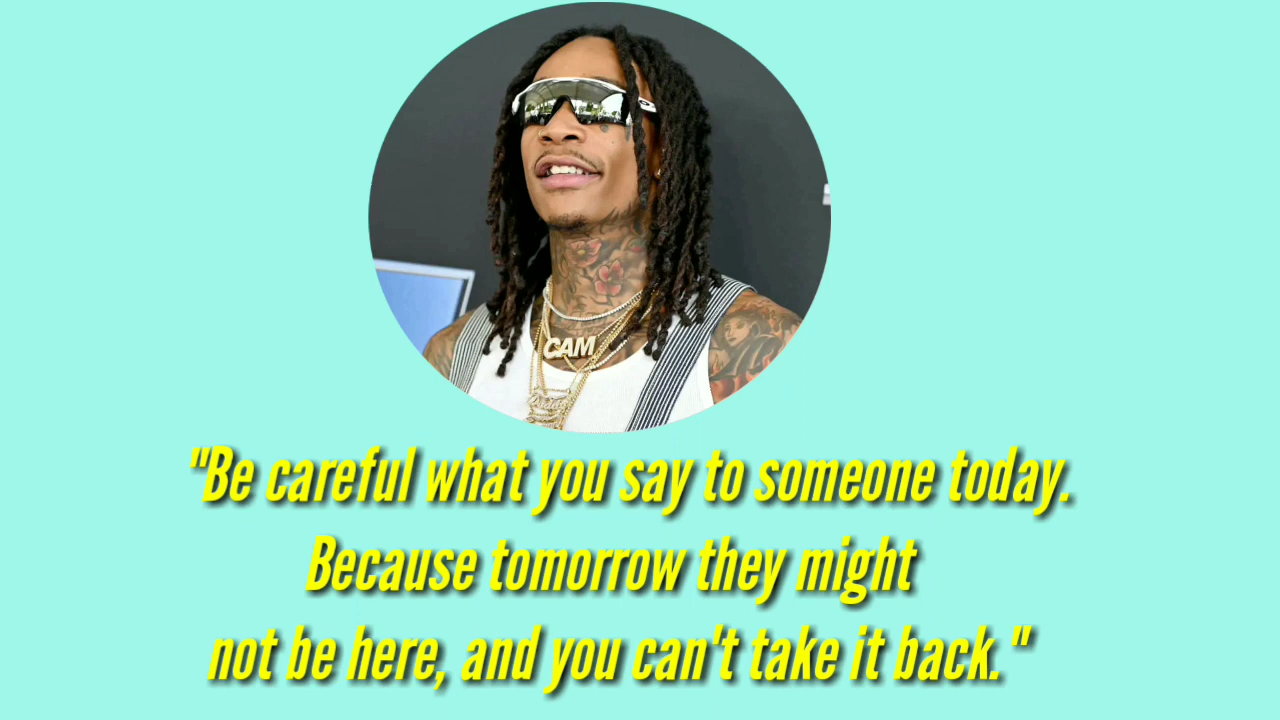 CAM
"Be careful what you say to someone today.
Because tomorrow they might
not be here, and you can't take it back."